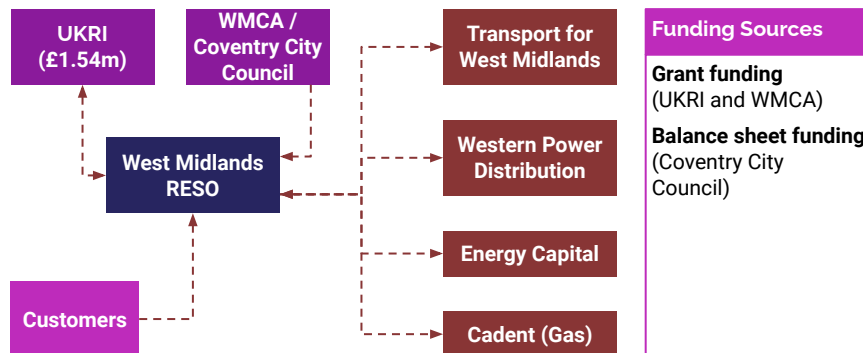 UKRI
(£1.54m)
WMCA /
Coventry City
Council
West Midlands
RESO
Customers
Transport for
West Midlands
Western Power
Distribution
Energy Capital
Cadent (Gas)
Funding Sources
Grant funding
(UKRI and WMCA)
Balance sheet funding
(Coventry City
Council)